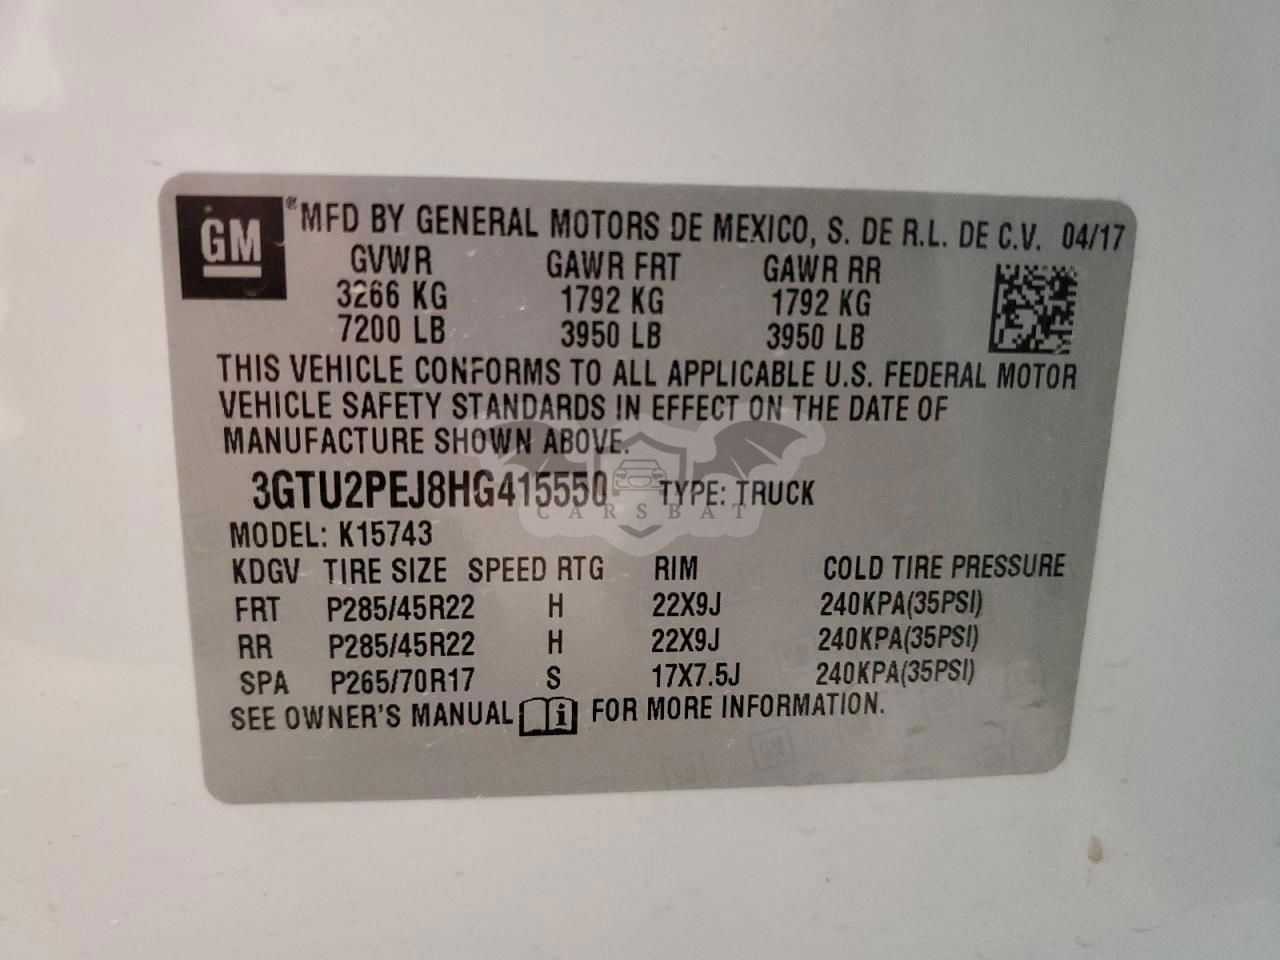 GM ® MFD BY GENERAL MOTORS DE MEXICO, S. DE R.L. DE C.V. 04/17
GVWR GAWR FRT GAWR RR
3266 KG 1792 KG 1792 KG
7200 LB 3950 LB 3950 LB
THIS VEHICLE CONFORMS TO ALL APPLICABLE U.S. FEDERAL MOTOR
VEHICLE SAFETY STANDARDS IN EFFECT ON THE DATE OF
MANUFACTURE SHOWN ABOVE.
3GTU2PEJ8HG415550 TYPE: TRUCK
CARSBAT
MODEL: K15743
KDGV TIRE SIZE SPEED RTG RIM COLD TIRE PRESSURE
FRT P285/45R22 H 22X9J 240KPA(35PSI)
RR P285/45R22 H 22X9J 240KPA(35PSI)
SPA P265/70R17 S 17X7.5J 240KPA(35PSI)
SEE OWNER'S MANUAL i FOR MORE INFORMATION.
GM